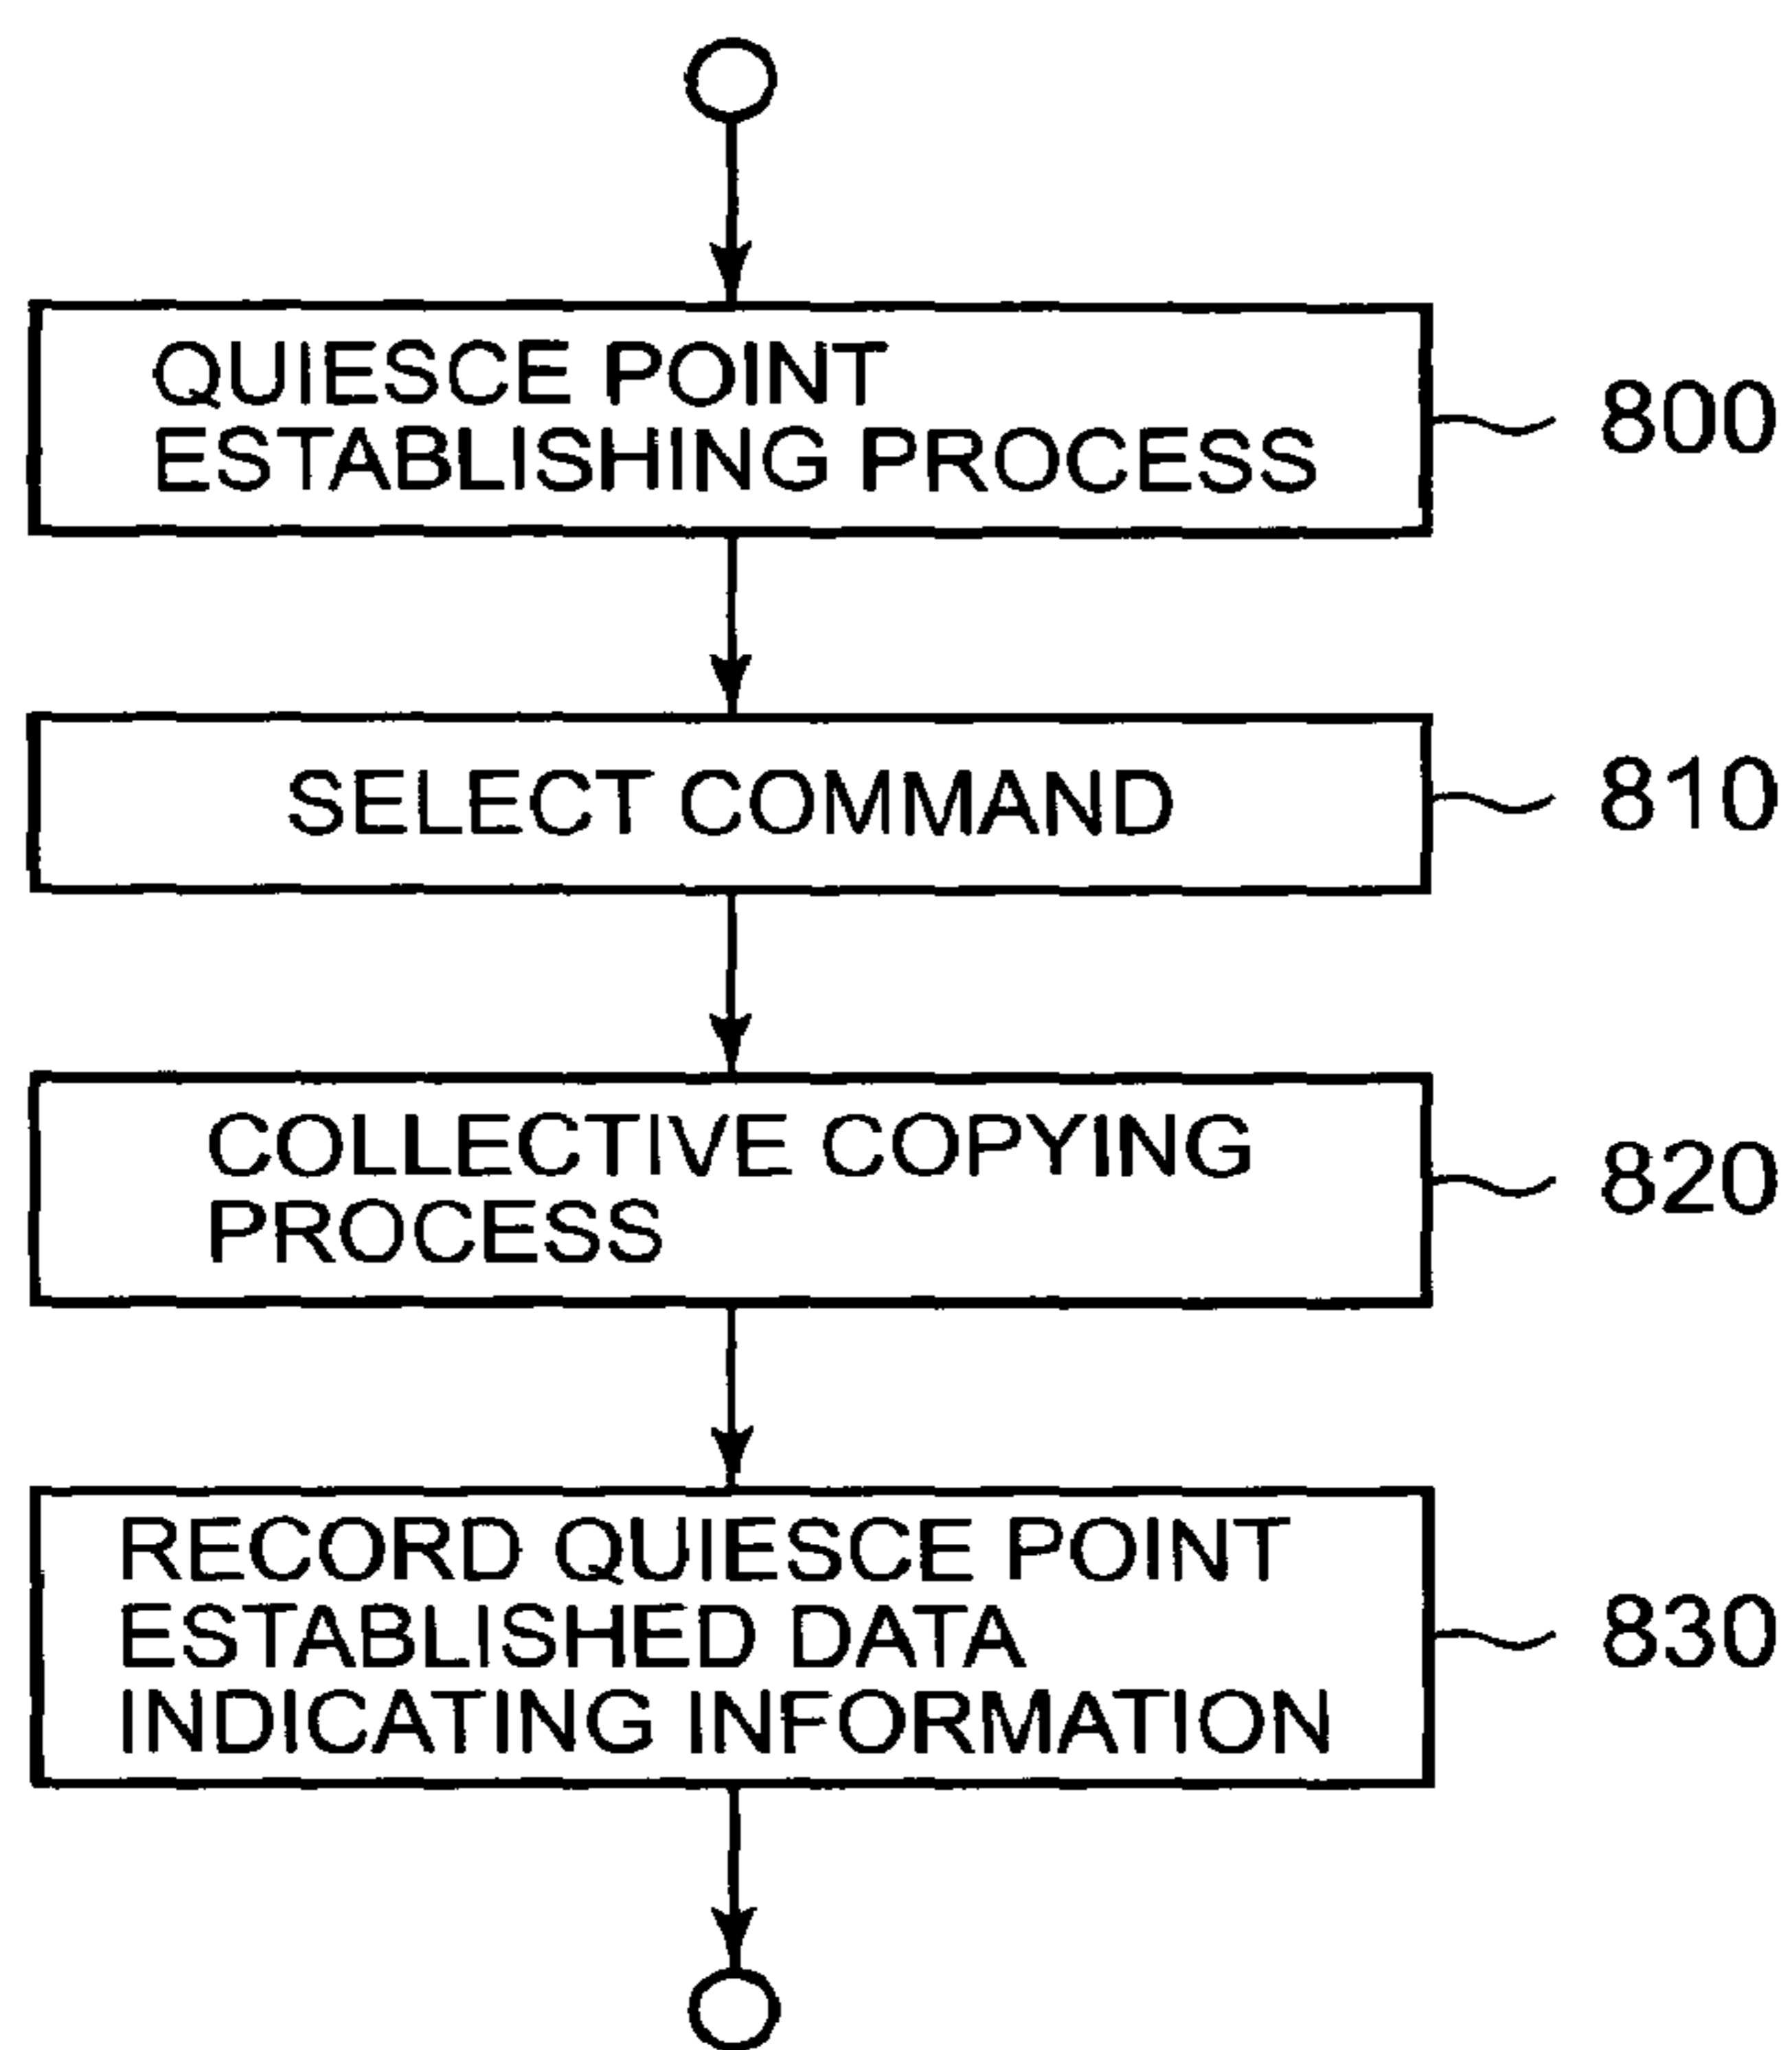 QUIESCE POINT
ESTABLISHING PROCESS
800
SELECT COMMAND
810
COLLECTIVE COPYING
PROCESS
820
RECORD QUIESCE POINT
ESTABLISHED DATA
INDICATING INFORMATION
830